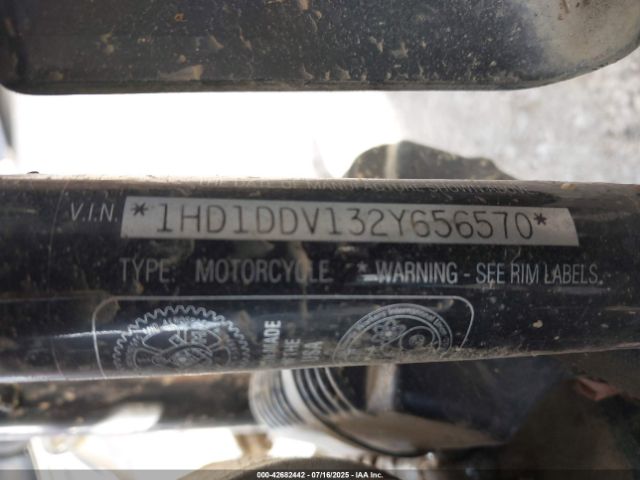 V.I.N. *1HD1DDV132Y656570*
TYPE: MOTORCYCLE * WARNING - SEE RIM LABELS.
MADE
THE
USA
000-42682442 - 07/16/2025 - IAA Inc.